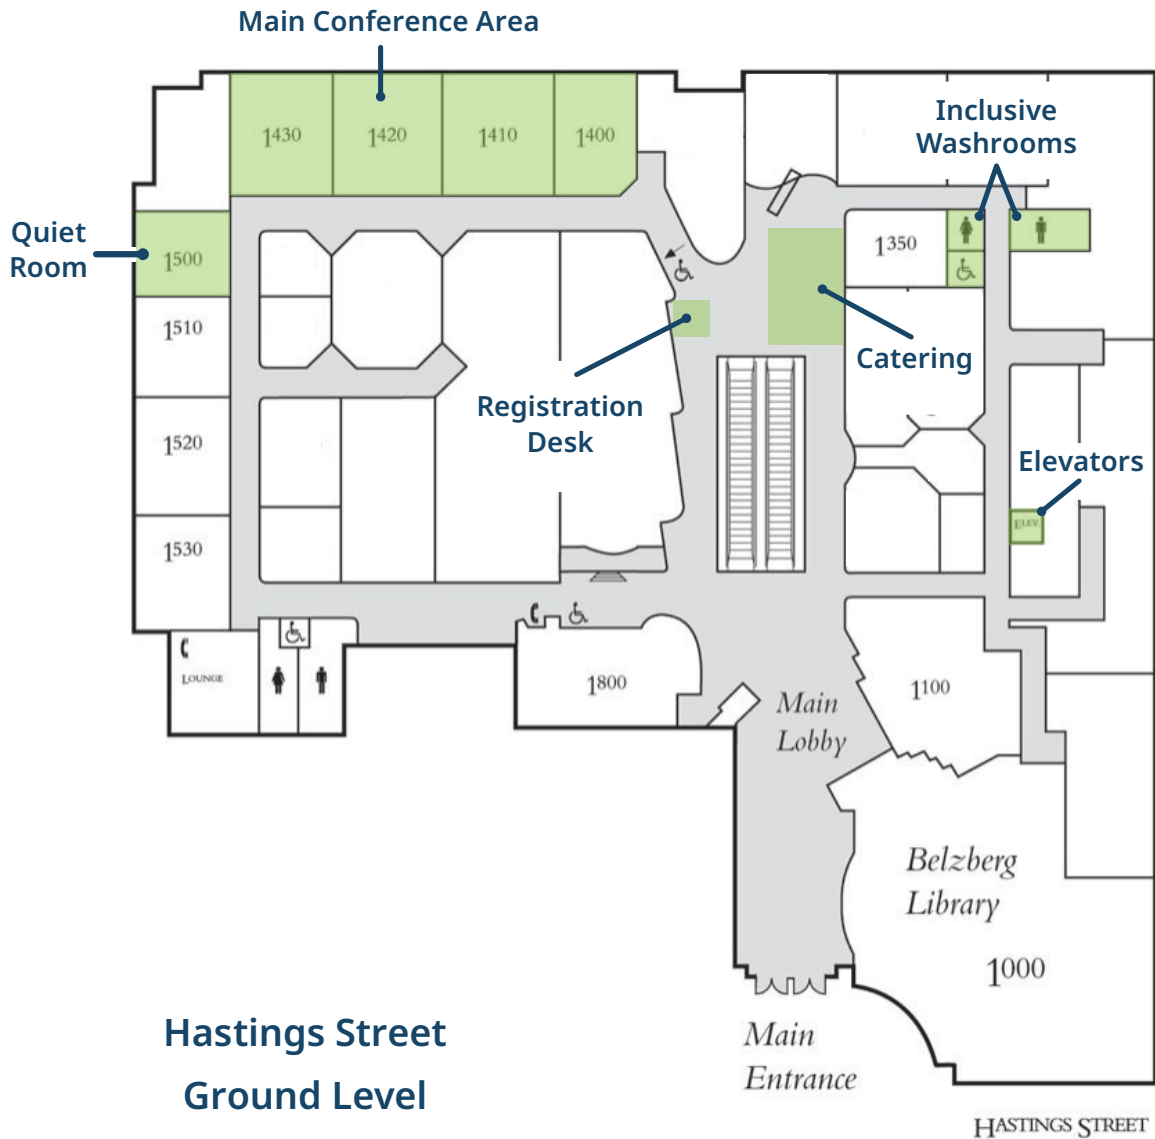 Main Conference Area
1430
1420
1410
1400
Inclusive
Washrooms
Quiet
Room
1500
1350
1510
Catering
Registration
Desk
1520
Elevators
ELEV.
1530
LOUNGE
1800
1100
Main
Lobby
Belzberg
Library
1000
Hastings Street
Ground Level
Main
Entrance
HASTINGS STREET